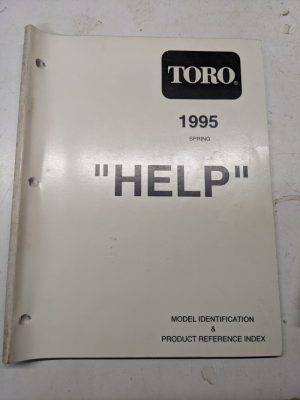 TORO®
1995
SPRING
"HELP"
MODEL IDENTIFICATION
&
PRODUCT REFERENCE INDEX